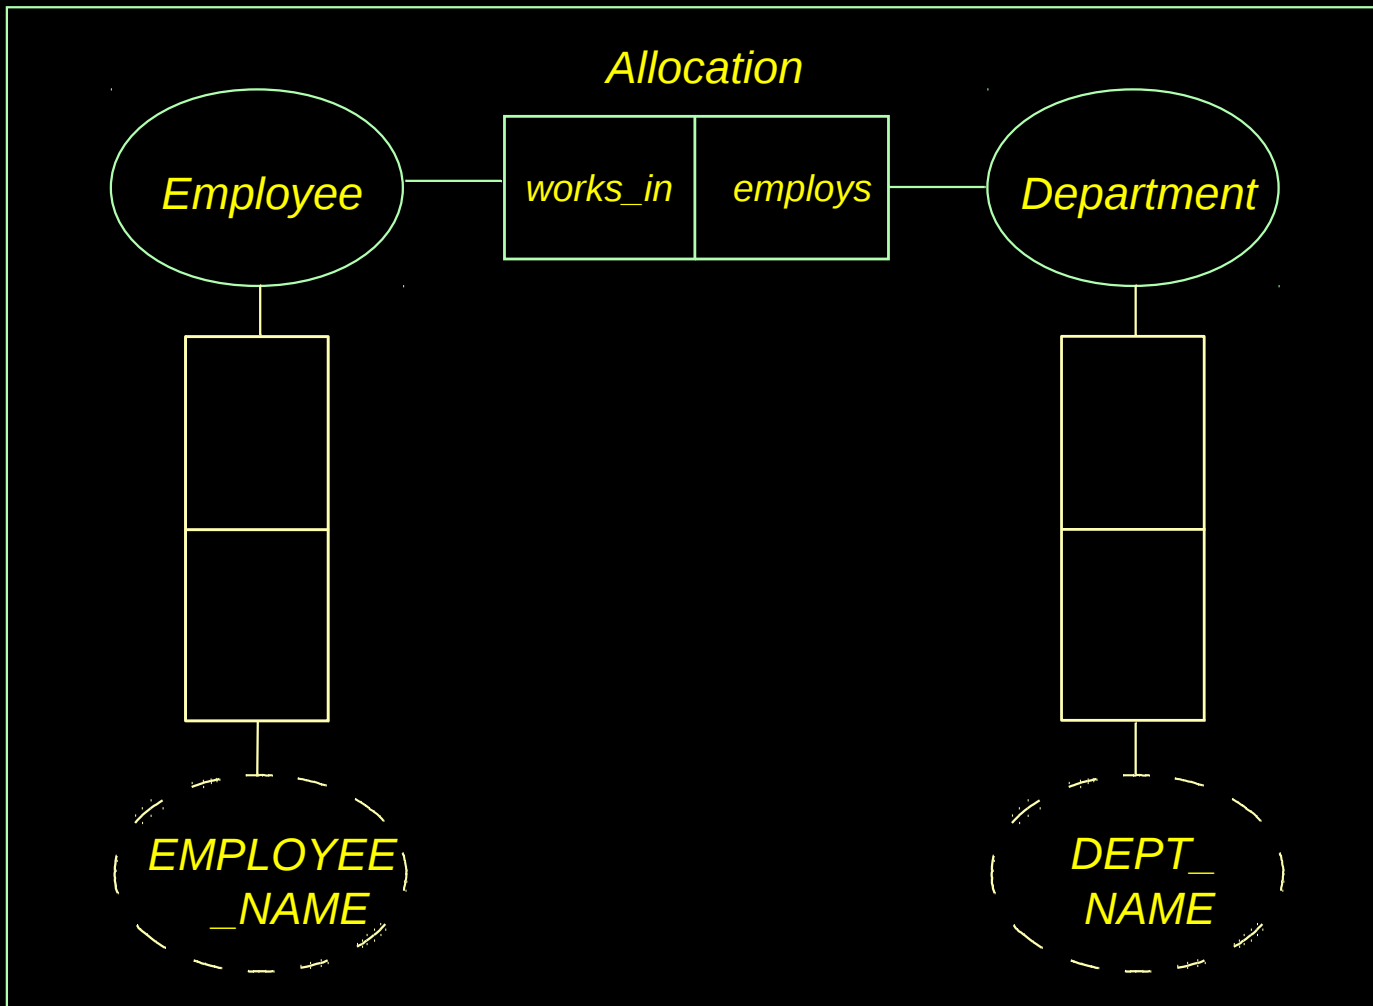 Allocation
Employee
works_in
employs
Department
EMPLOYEE
_NAME
DEPT_
NAME